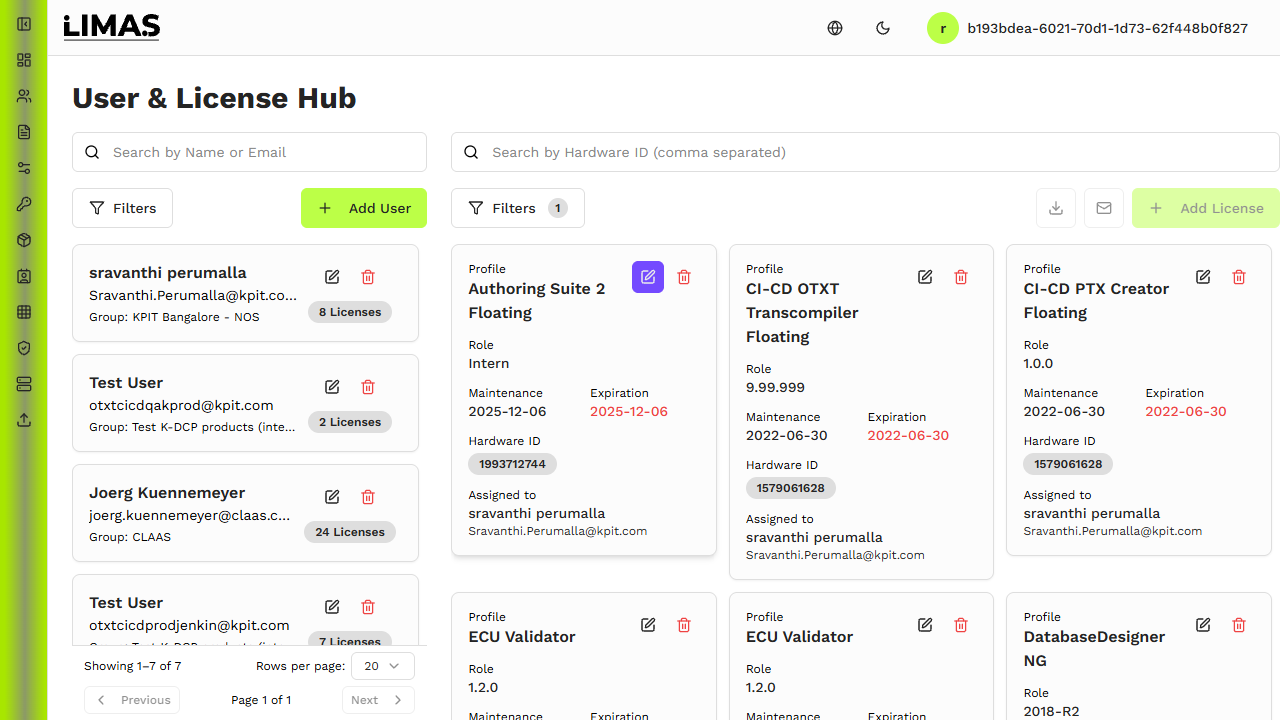 LIMAS
r
b193bdea-6021-70d1-1d73-62f448b0f827
User & License Hub
Search by Name or Email
Search by Hardware ID (comma separated)
Filters
Add User
Filters 1
Add License
sravanthi perumalla
Sravanthi.Perumalla@kpit.co...
Group: KPIT Bangalore - NOS
8 Licenses
Test User
otxtcicdqakprod@kpit.com
Group: Test K-DCP products (inte...
2 Licenses
Joerg Kuennemeyer
joerg.kuennemeyer@claas.c...
Group: CLAAS
24 Licenses
Test User
otxtcicdprodjenkin@kpit.com
7 Licenses
Showing 1–7 of 7
Rows per page:
20
Previous
Page 1 of 1
Next
Profile
Authoring Suite 2
Floating
Role
Intern
Maintenance
2025-12-06
Expiration
2025-12-06
Hardware ID
1993712744
Assigned to
sravanthi perumalla
Sravanthi.Perumalla@kpit.com
Profile
CI-CD OTXT
Transcompiler
Floating
Role
9.99.999
Maintenance
2022-06-30
Expiration
2022-06-30
Hardware ID
1579061628
Assigned to
sravanthi perumalla
Sravanthi.Perumalla@kpit.com
Profile
CI-CD PTX Creator
Floating
Role
1.0.0
Maintenance
2022-06-30
Expiration
2022-06-30
Hardware ID
1579061628
Assigned to
sravanthi perumalla
Sravanthi.Perumalla@kpit.com
Profile
ECU Validator
Role
1.2.0
Maintenance
Expiration
Profile
ECU Validator
Role
1.2.0
Maintenance
Expiration
Profile
DatabaseDesigner
NG
Role
2018-R2